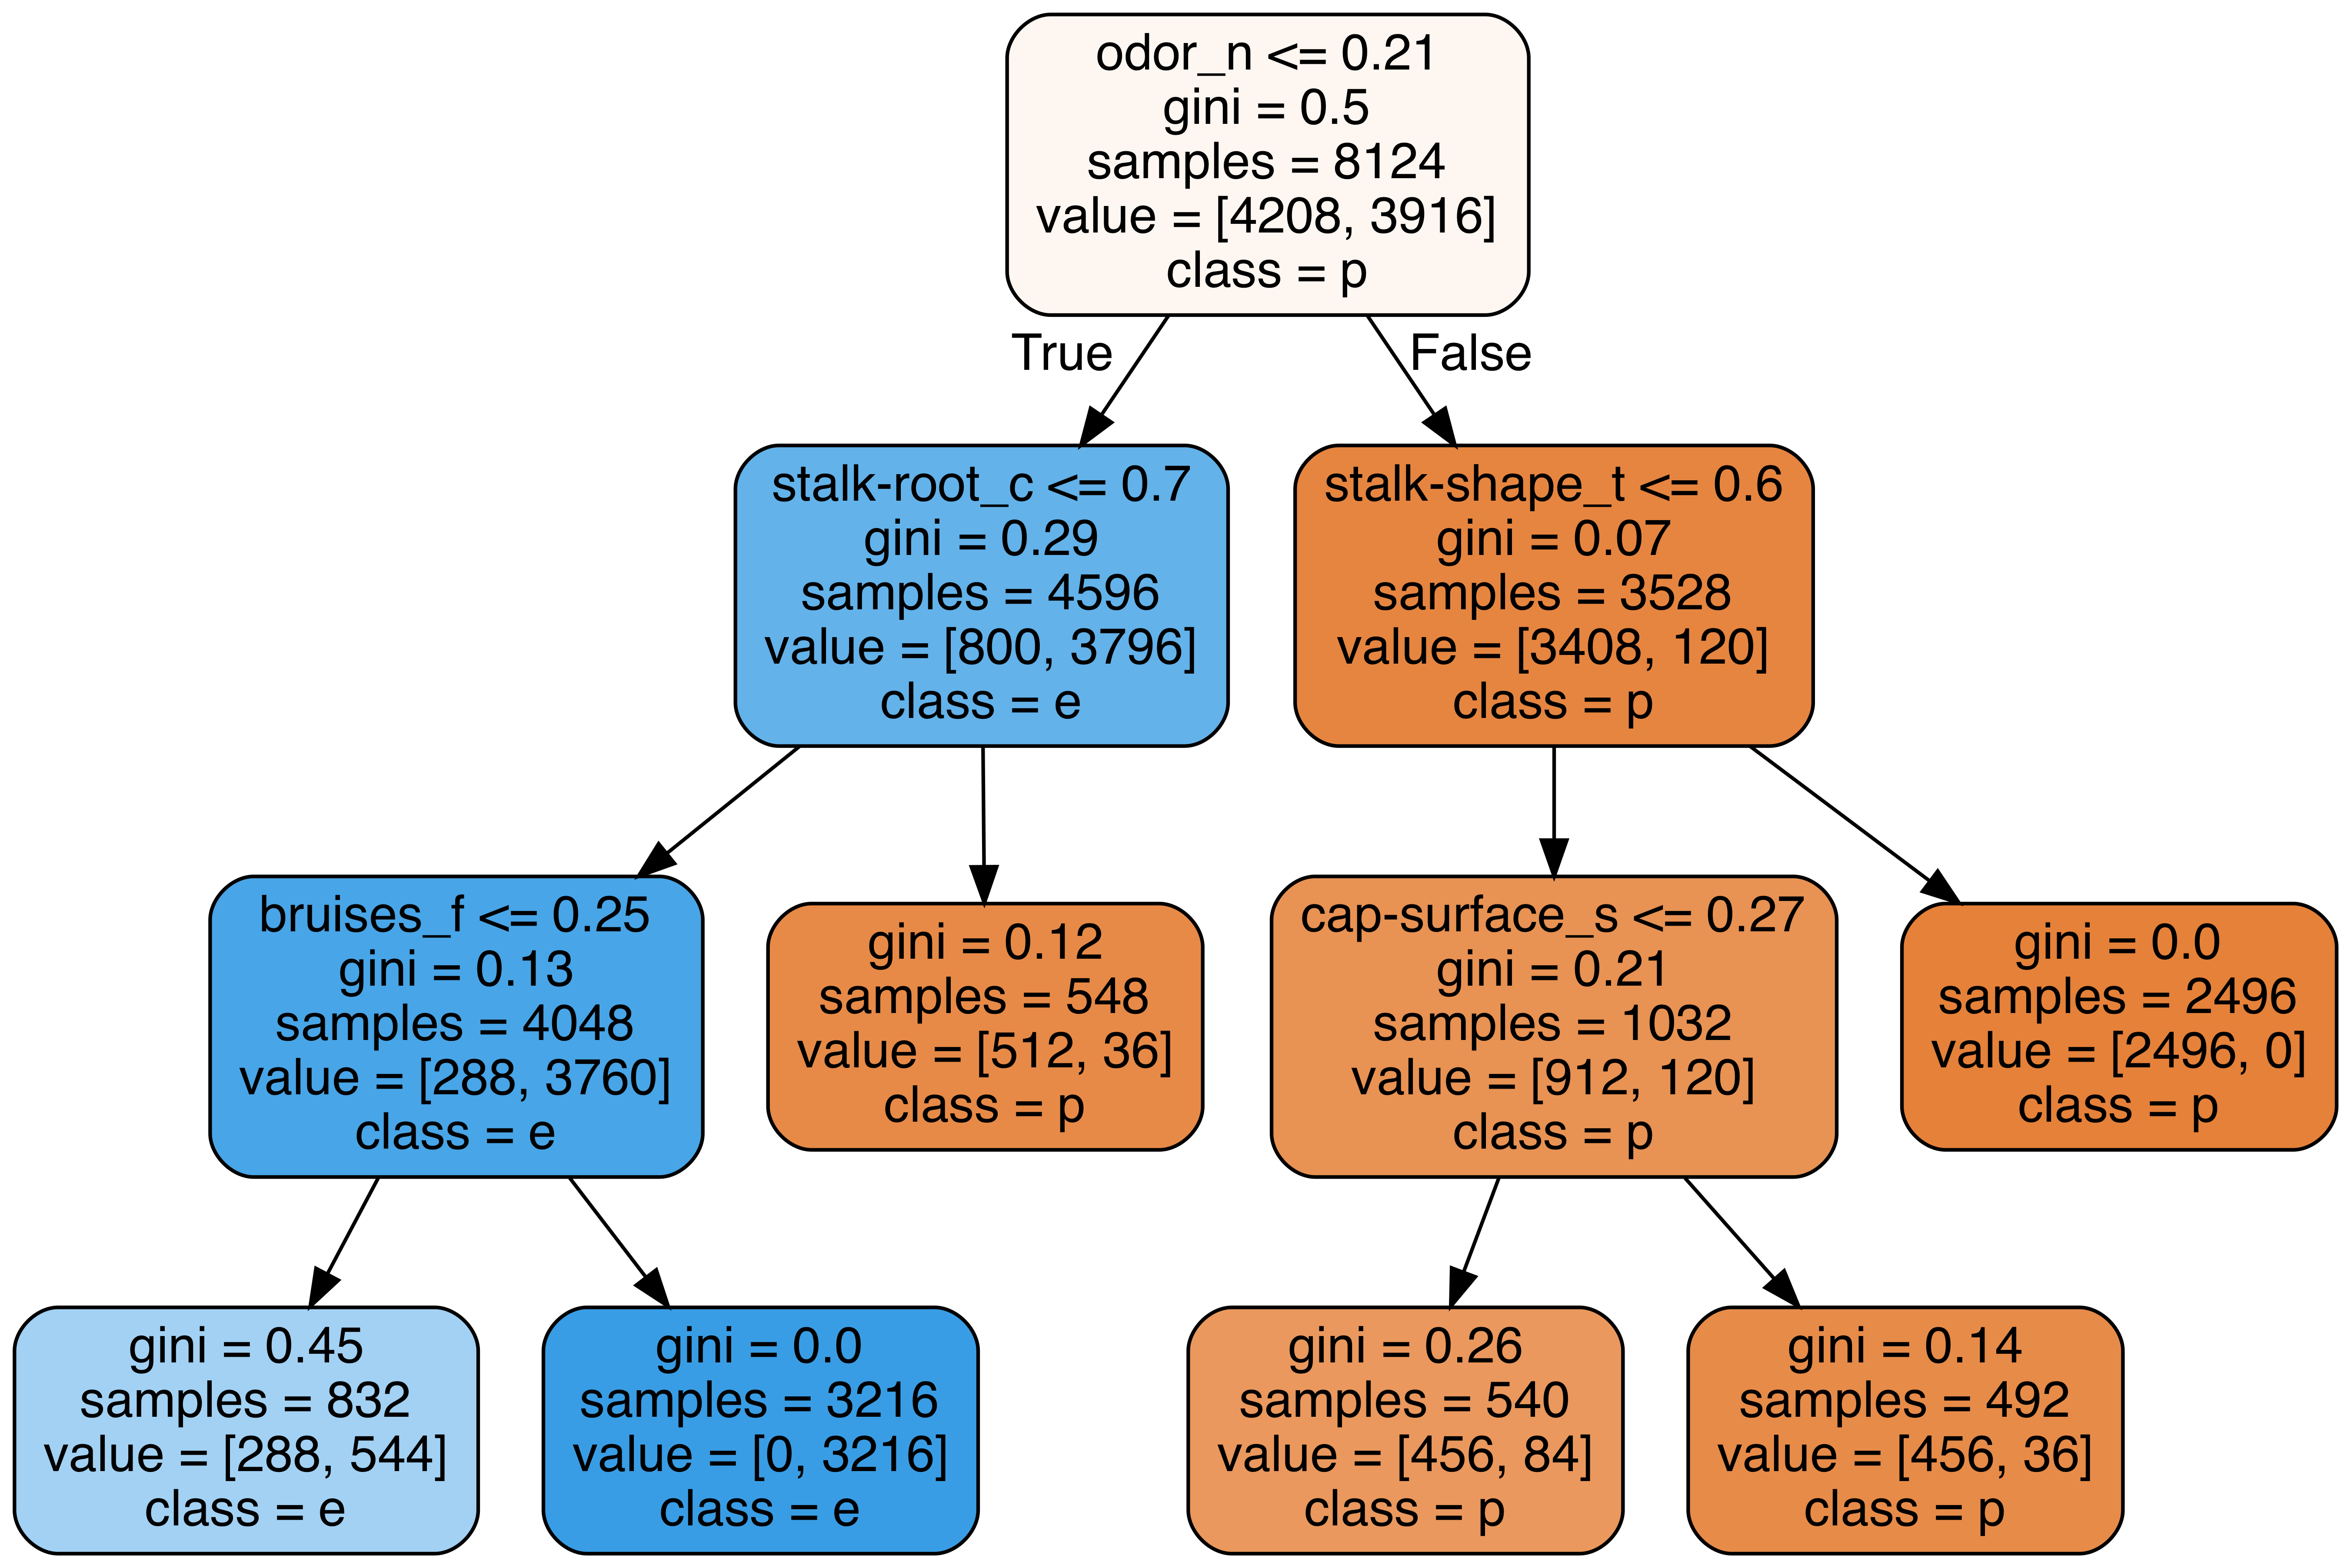 odor_n <= 0.21
gini = 0.5
samples = 8124
value = [4208, 3916]
class = p
True
False
stalk-root_c <= 0.7
gini = 0.29
samples = 4596
value = [800, 3796]
class = e
stalk-shape_t <= 0.6
gini = 0.07
samples = 3528
value = [3408, 120]
class = p
bruises_f <= 0.25
gini = 0.13
samples = 4048
value = [288, 3760]
class = e
gini = 0.12
samples = 548
value = [512, 36]
class = p
cap-surface_s <= 0.27
gini = 0.21
samples = 1032
value = [912, 120]
class = p
gini = 0.0
samples = 2496
value = [2496, 0]
class = p
gini = 0.45
samples = 832
value = [288, 544]
class = e
gini = 0.0
samples = 3216
value = [0, 3216]
class = e
gini = 0.26
samples = 540
value = [456, 84]
class = p
gini = 0.14
samples = 492
value = [456, 36]
class = p